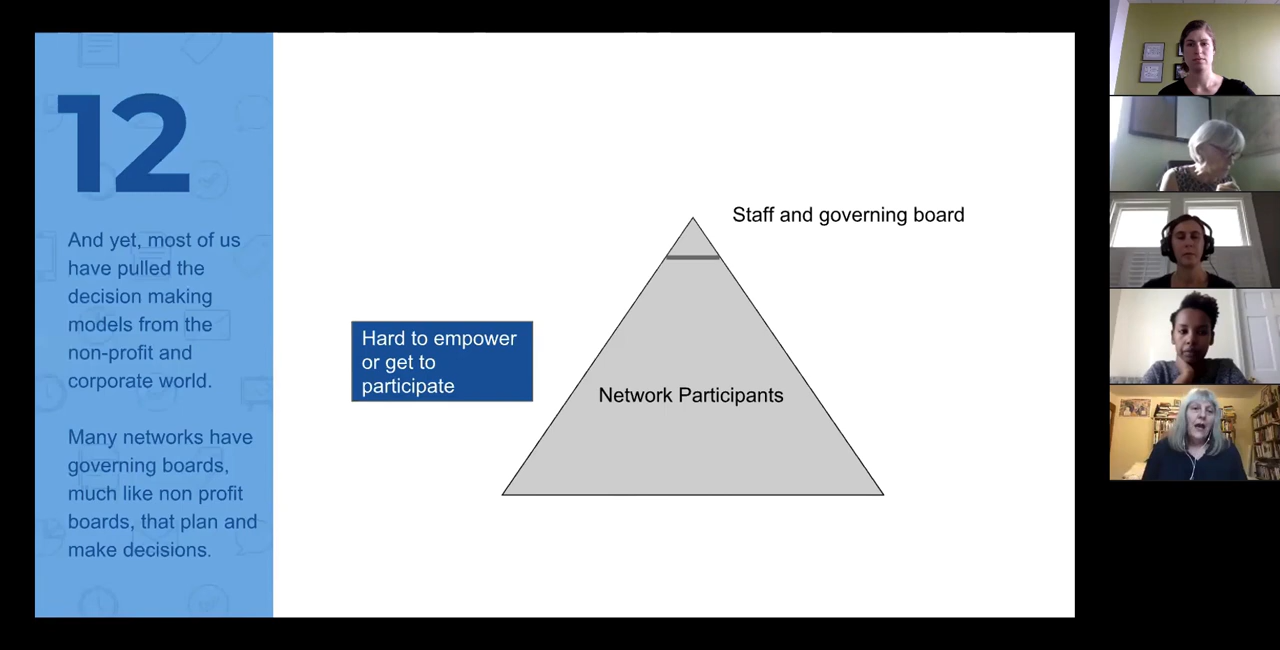 12
And yet, most of us
have pulled the
decision making
models from the
non-profit and
corporate world.
Many networks have
governing boards,
much like non profit
boards, that plan and
make decisions.
Staff and governing board
Hard to empower
or get to
participate
Network Participants